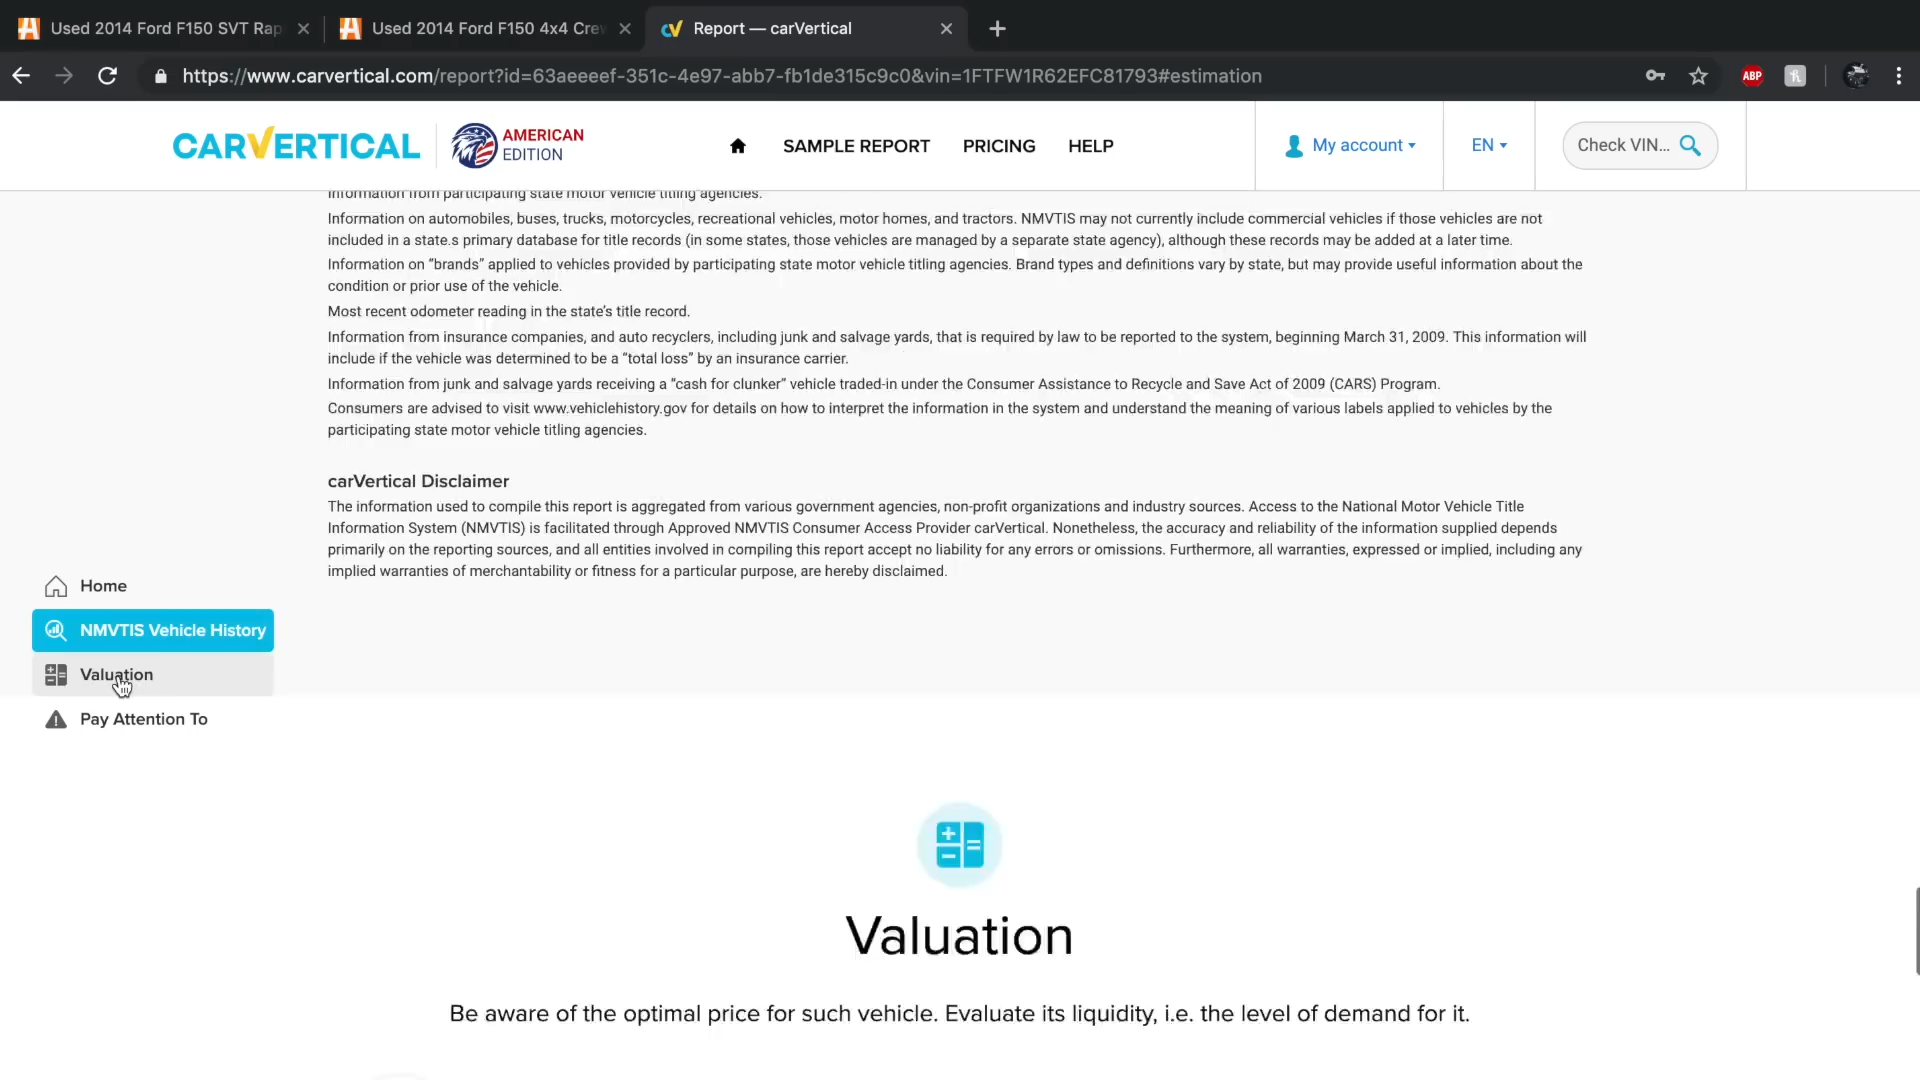 Used 2014 Ford F150 SVT Rap
Used 2014 Ford F150 4x4 Crew
Report — carVertical
https://www.carvertical.com/report?id=63aeeeef-351c-4e97-abb7-fb1de315c9c0&vin=1FTFW1R62EFC81793#estimation
ABP
CARVERTICAL
AMERICAN
EDITION
SAMPLE REPORT
PRICING
HELP
My account
EN
Check VIN...
Information from participating state motor vehicle titling agencies.
Information on automobiles, buses, trucks, motorcycles, recreational vehicles, motor homes, and tractors. NMVTIS may not currently include commercial vehicles if those vehicles are not
included in a state.s primary database for title records (in some states, those vehicles are managed by a separate state agency), although these records may be added at a later time.
Information on “brands” applied to vehicles provided by participating state motor vehicle titling agencies. Brand types and definitions vary by state, but may provide useful information about the
condition or prior use of the vehicle.
Most recent odometer reading in the state’s title record.
Information from insurance companies, and auto recyclers, including junk and salvage yards, that is required by law to be reported to the system, beginning March 31, 2009. This information will
include if the vehicle was determined to be a “total loss” by an insurance carrier.
Information from junk and salvage yards receiving a “cash for clunker” vehicle traded-in under the Consumer Assistance to Recycle and Save Act of 2009 (CARS) Program.
Consumers are advised to visit www.vehiclehistory.gov for details on how to interpret the information in the system and understand the meaning of various labels applied to vehicles by the
participating state motor vehicle titling agencies.
carVertical Disclaimer
The information used to compile this report is aggregated from various government agencies, non-profit organizations and industry sources. Access to the National Motor Vehicle Title
Information System (NMVTIS) is facilitated through Approved NMVTIS Consumer Access Provider carVertical. Nonetheless, the accuracy and reliability of the information supplied depends
primarily on the reporting sources, and all entities involved in compiling this report accept no liability for any errors or omissions. Furthermore, all warranties, expressed or implied, including any
implied warranties of merchantability or fitness for a particular purpose, are hereby disclaimed.
Home
NMVTIS Vehicle History
Valuation
Pay Attention To
Valuation
Be aware of the optimal price for such vehicle. Evaluate its liquidity, i.e. the level of demand for it.